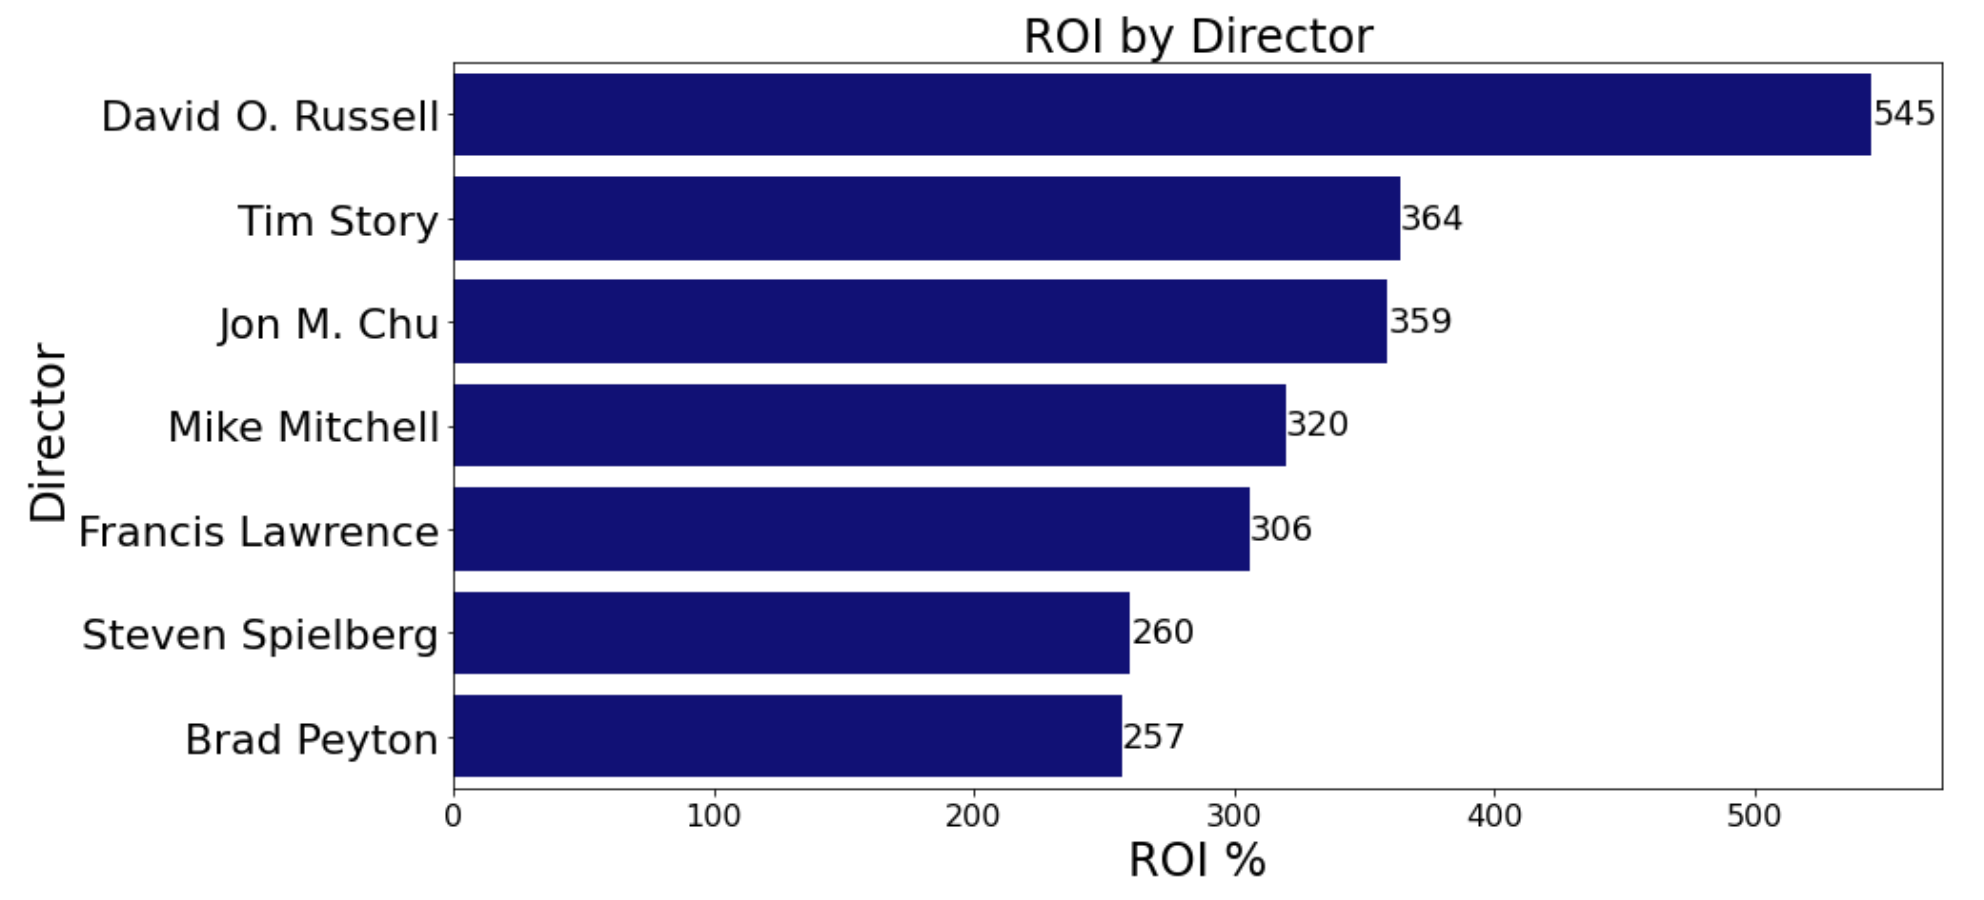 ROI by Director
Director
David O. Russell 545
Tim Story 364
Jon M. Chu 359
Mike Mitchell 320
Francis Lawrence 306
Steven Spielberg 260
Brad Peyton 257
0 100 200 300 400 500
ROI %